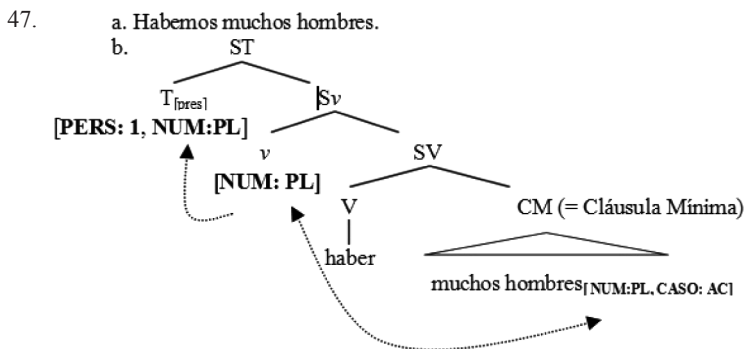 47. a. Habemos muchos hombres.
b. ST
T[pres] Sv
[PERS: 1, NUM:PL]
v SV
[NUM: PL]
V CM (= Cláusula Mínima)
haber
muchos hombres[NUM:PL, CASO: AC]